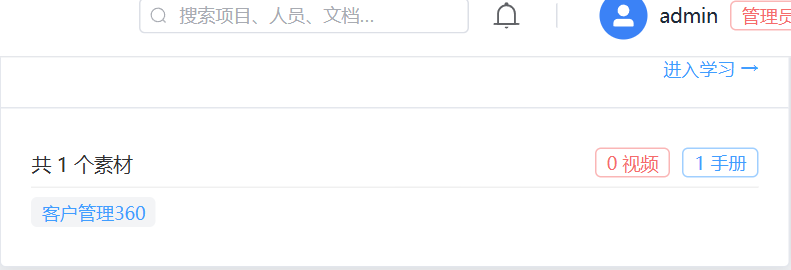 搜索项目、人员、文档...
admin
管理员
进入学习 →
共 1 个素材
0 视频
1 手册
客户管理360